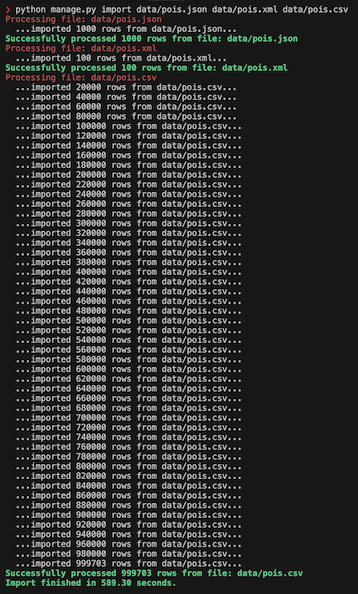 ❯ python manage.py import data/pois.json data/pois.xml data/pois.csv
Processing file: data/pois.json
...imported 1000 rows from data/pois.json...
Successfully processed 1000 rows from file: data/pois.json
Processing file: data/pois.xml
...imported 100 rows from data/pois.xml...
Successfully processed 100 rows from file: data/pois.xml
Processing file: data/pois.csv
...imported 20000 rows from data/pois.csv...
...imported 40000 rows from data/pois.csv...
...imported 60000 rows from data/pois.csv...
...imported 80000 rows from data/pois.csv...
...imported 100000 rows from data/pois.csv...
...imported 120000 rows from data/pois.csv...
...imported 140000 rows from data/pois.csv...
...imported 160000 rows from data/pois.csv...
...imported 180000 rows from data/pois.csv...
...imported 200000 rows from data/pois.csv...
...imported 220000 rows from data/pois.csv...
...imported 240000 rows from data/pois.csv...
...imported 260000 rows from data/pois.csv...
...imported 280000 rows from data/pois.csv...
...imported 300000 rows from data/pois.csv...
...imported 320000 rows from data/pois.csv...
...imported 340000 rows from data/pois.csv...
...imported 360000 rows from data/pois.csv...
...imported 380000 rows from data/pois.csv...
...imported 400000 rows from data/pois.csv...
...imported 420000 rows from data/pois.csv...
...imported 440000 rows from data/pois.csv...
...imported 460000 rows from data/pois.csv...
...imported 480000 rows from data/pois.csv...
...imported 500000 rows from data/pois.csv...
...imported 520000 rows from data/pois.csv...
...imported 540000 rows from data/pois.csv...
...imported 560000 rows from data/pois.csv...
...imported 580000 rows from data/pois.csv...
...imported 600000 rows from data/pois.csv...
...imported 620000 rows from data/pois.csv...
...imported 640000 rows from data/pois.csv...
...imported 660000 rows from data/pois.csv...
...imported 680000 rows from data/pois.csv...
...imported 700000 rows from data/pois.csv...
...imported 720000 rows from data/pois.csv...
...imported 740000 rows from data/pois.csv...
...imported 760000 rows from data/pois.csv...
...imported 780000 rows from data/pois.csv...
...imported 800000 rows from data/pois.csv...
...imported 820000 rows from data/pois.csv...
...imported 840000 rows from data/pois.csv...
...imported 860000 rows from data/pois.csv...
...imported 880000 rows from data/pois.csv...
...imported 900000 rows from data/pois.csv...
...imported 920000 rows from data/pois.csv...
...imported 940000 rows from data/pois.csv...
...imported 960000 rows from data/pois.csv...
...imported 980000 rows from data/pois.csv...
...imported 999703 rows from data/pois.csv...
Successfully processed 999703 rows from file: data/pois.csv
Import finished in 589.30 seconds.